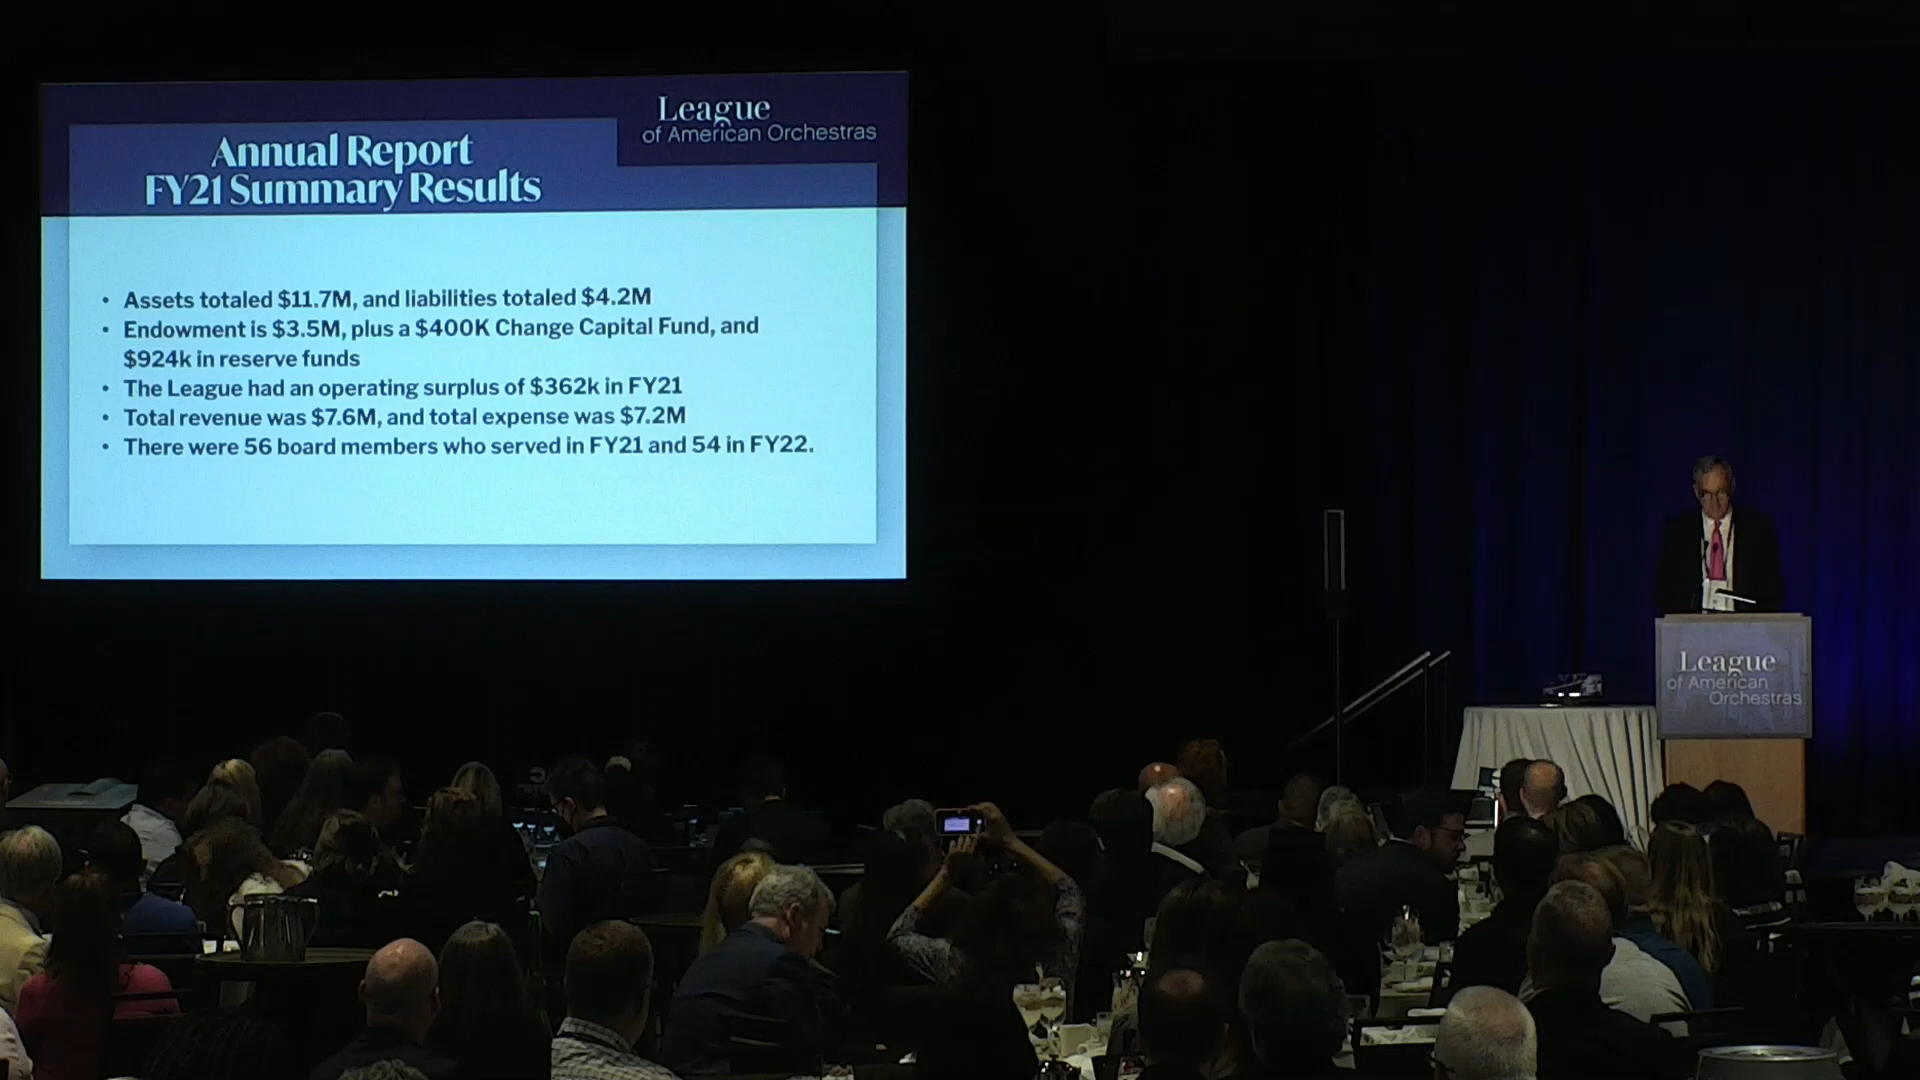 League
of American Orchestras
Annual Report
FY21 Summary Results
• Assets totaled $11.7M, and liabilities totaled $4.2M
• Endowment is $3.5M, plus a $400K Change Capital Fund, and
$924k in reserve funds
• The League had an operating surplus of $362k in FY21
• Total revenue was $7.6M, and total expense was $7.2M
• There were 56 board members who served in FY21 and 54 in FY22.
League
of American
Orchestras